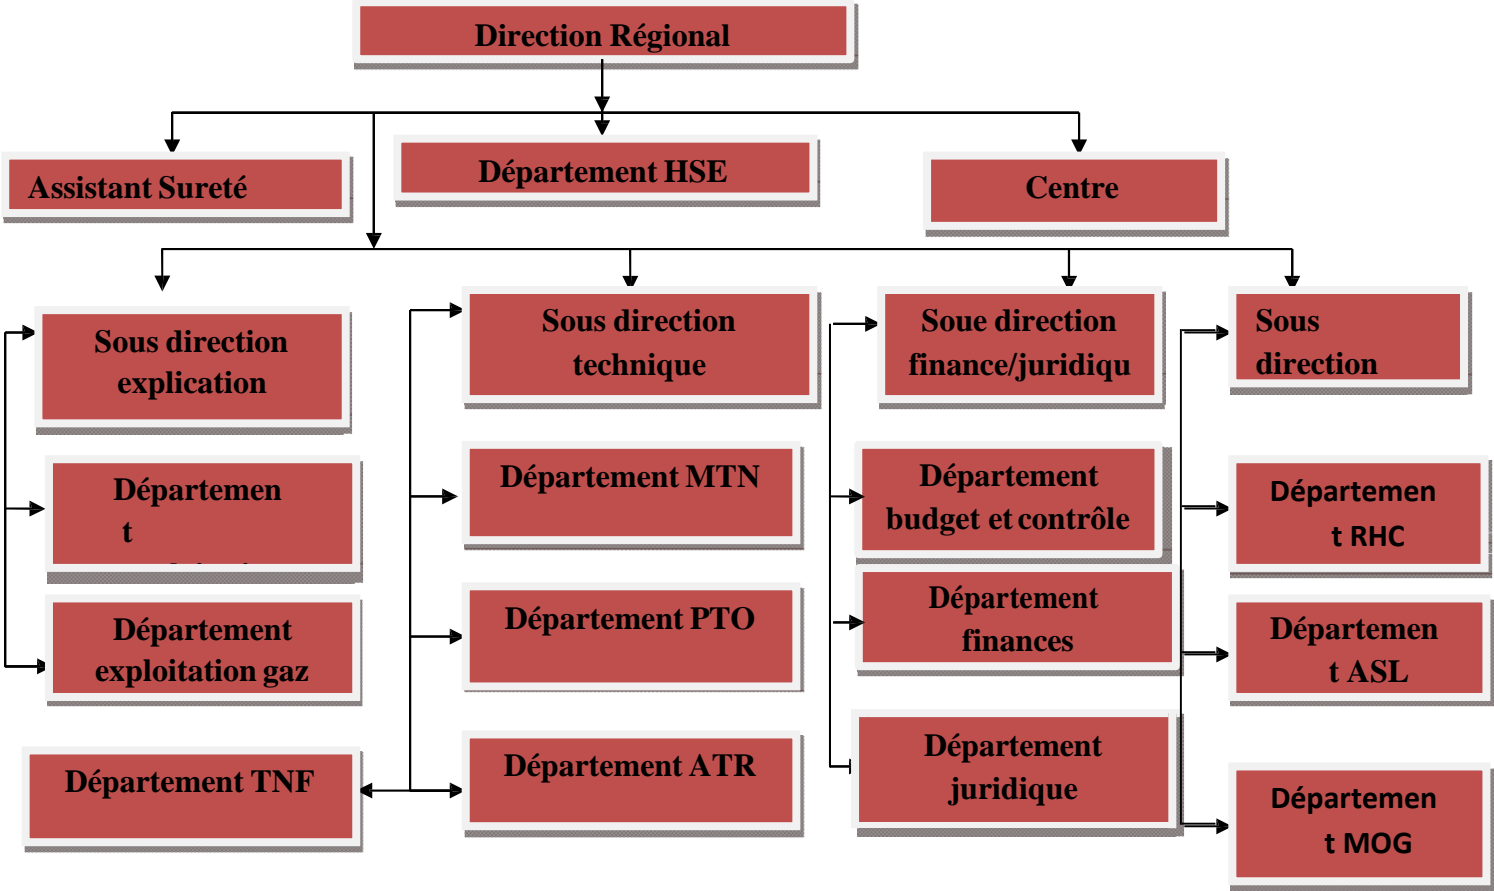 Direction Régional
Assistant Sureté
Département HSE
Centre
Sous direction
explication
Sous direction
technique
Soue direction
finance/juridiqu
Sous
direction
Départemen
t
Département MTN
Département
budget et contrôle
Départemen
t RHC
Département
exploitation gaz
Département PTO
Département
finances
Départemen
t ASL
Département TNF
Département ATR
Département
juridique
Départemen
t MOG